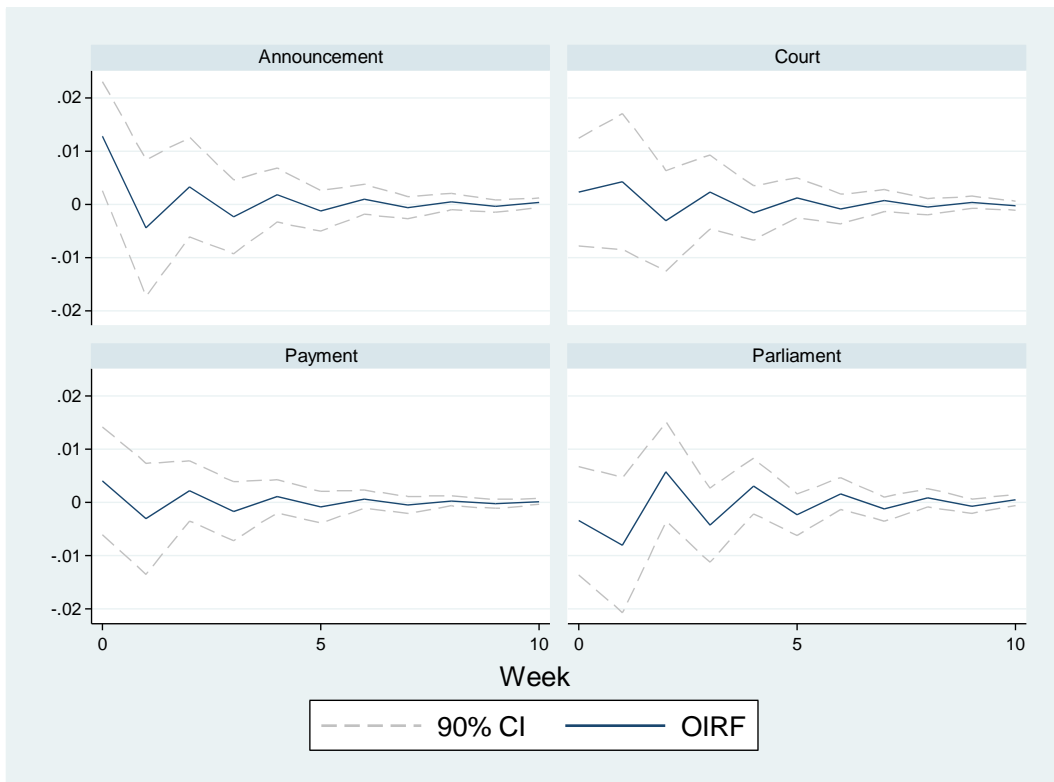 Announcement
Court
.02
.01
0
-.01
-.02
Payment
Parliament
.02
.01
0
-.01
-.02
0 5 10 0 5 10
Week
90% CI OIRF